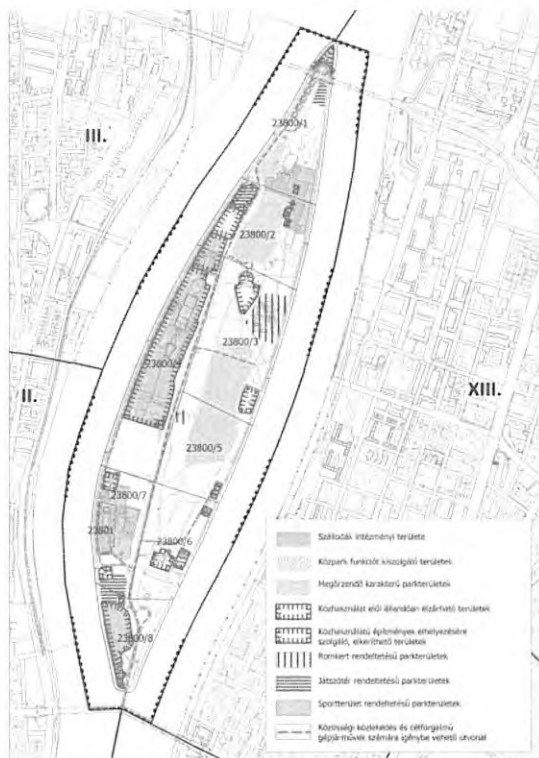 III.
23800/1
23800/2
23800/3
23800/4
II.
XIII.
23800/5
23800/7
23801
23800/6
23800/8
Szállodák intézményi területe
Közpark funkciót kiszolgáló területek
Megőrzendő karakterű parkterületek
Közhasználat elől állandóan elzárható területek
Közhasználatú építmények elhelyezésére
szolgáló, elkeríthető területek
Romkert rendeltetésű parkterületek
Játszótér rendeltetésű parkterületek
Sportterület rendeltetésű parkterületek
Közösségi közlekedés és célforgalmú
gépjárművek számára igénybe vehető útvonal